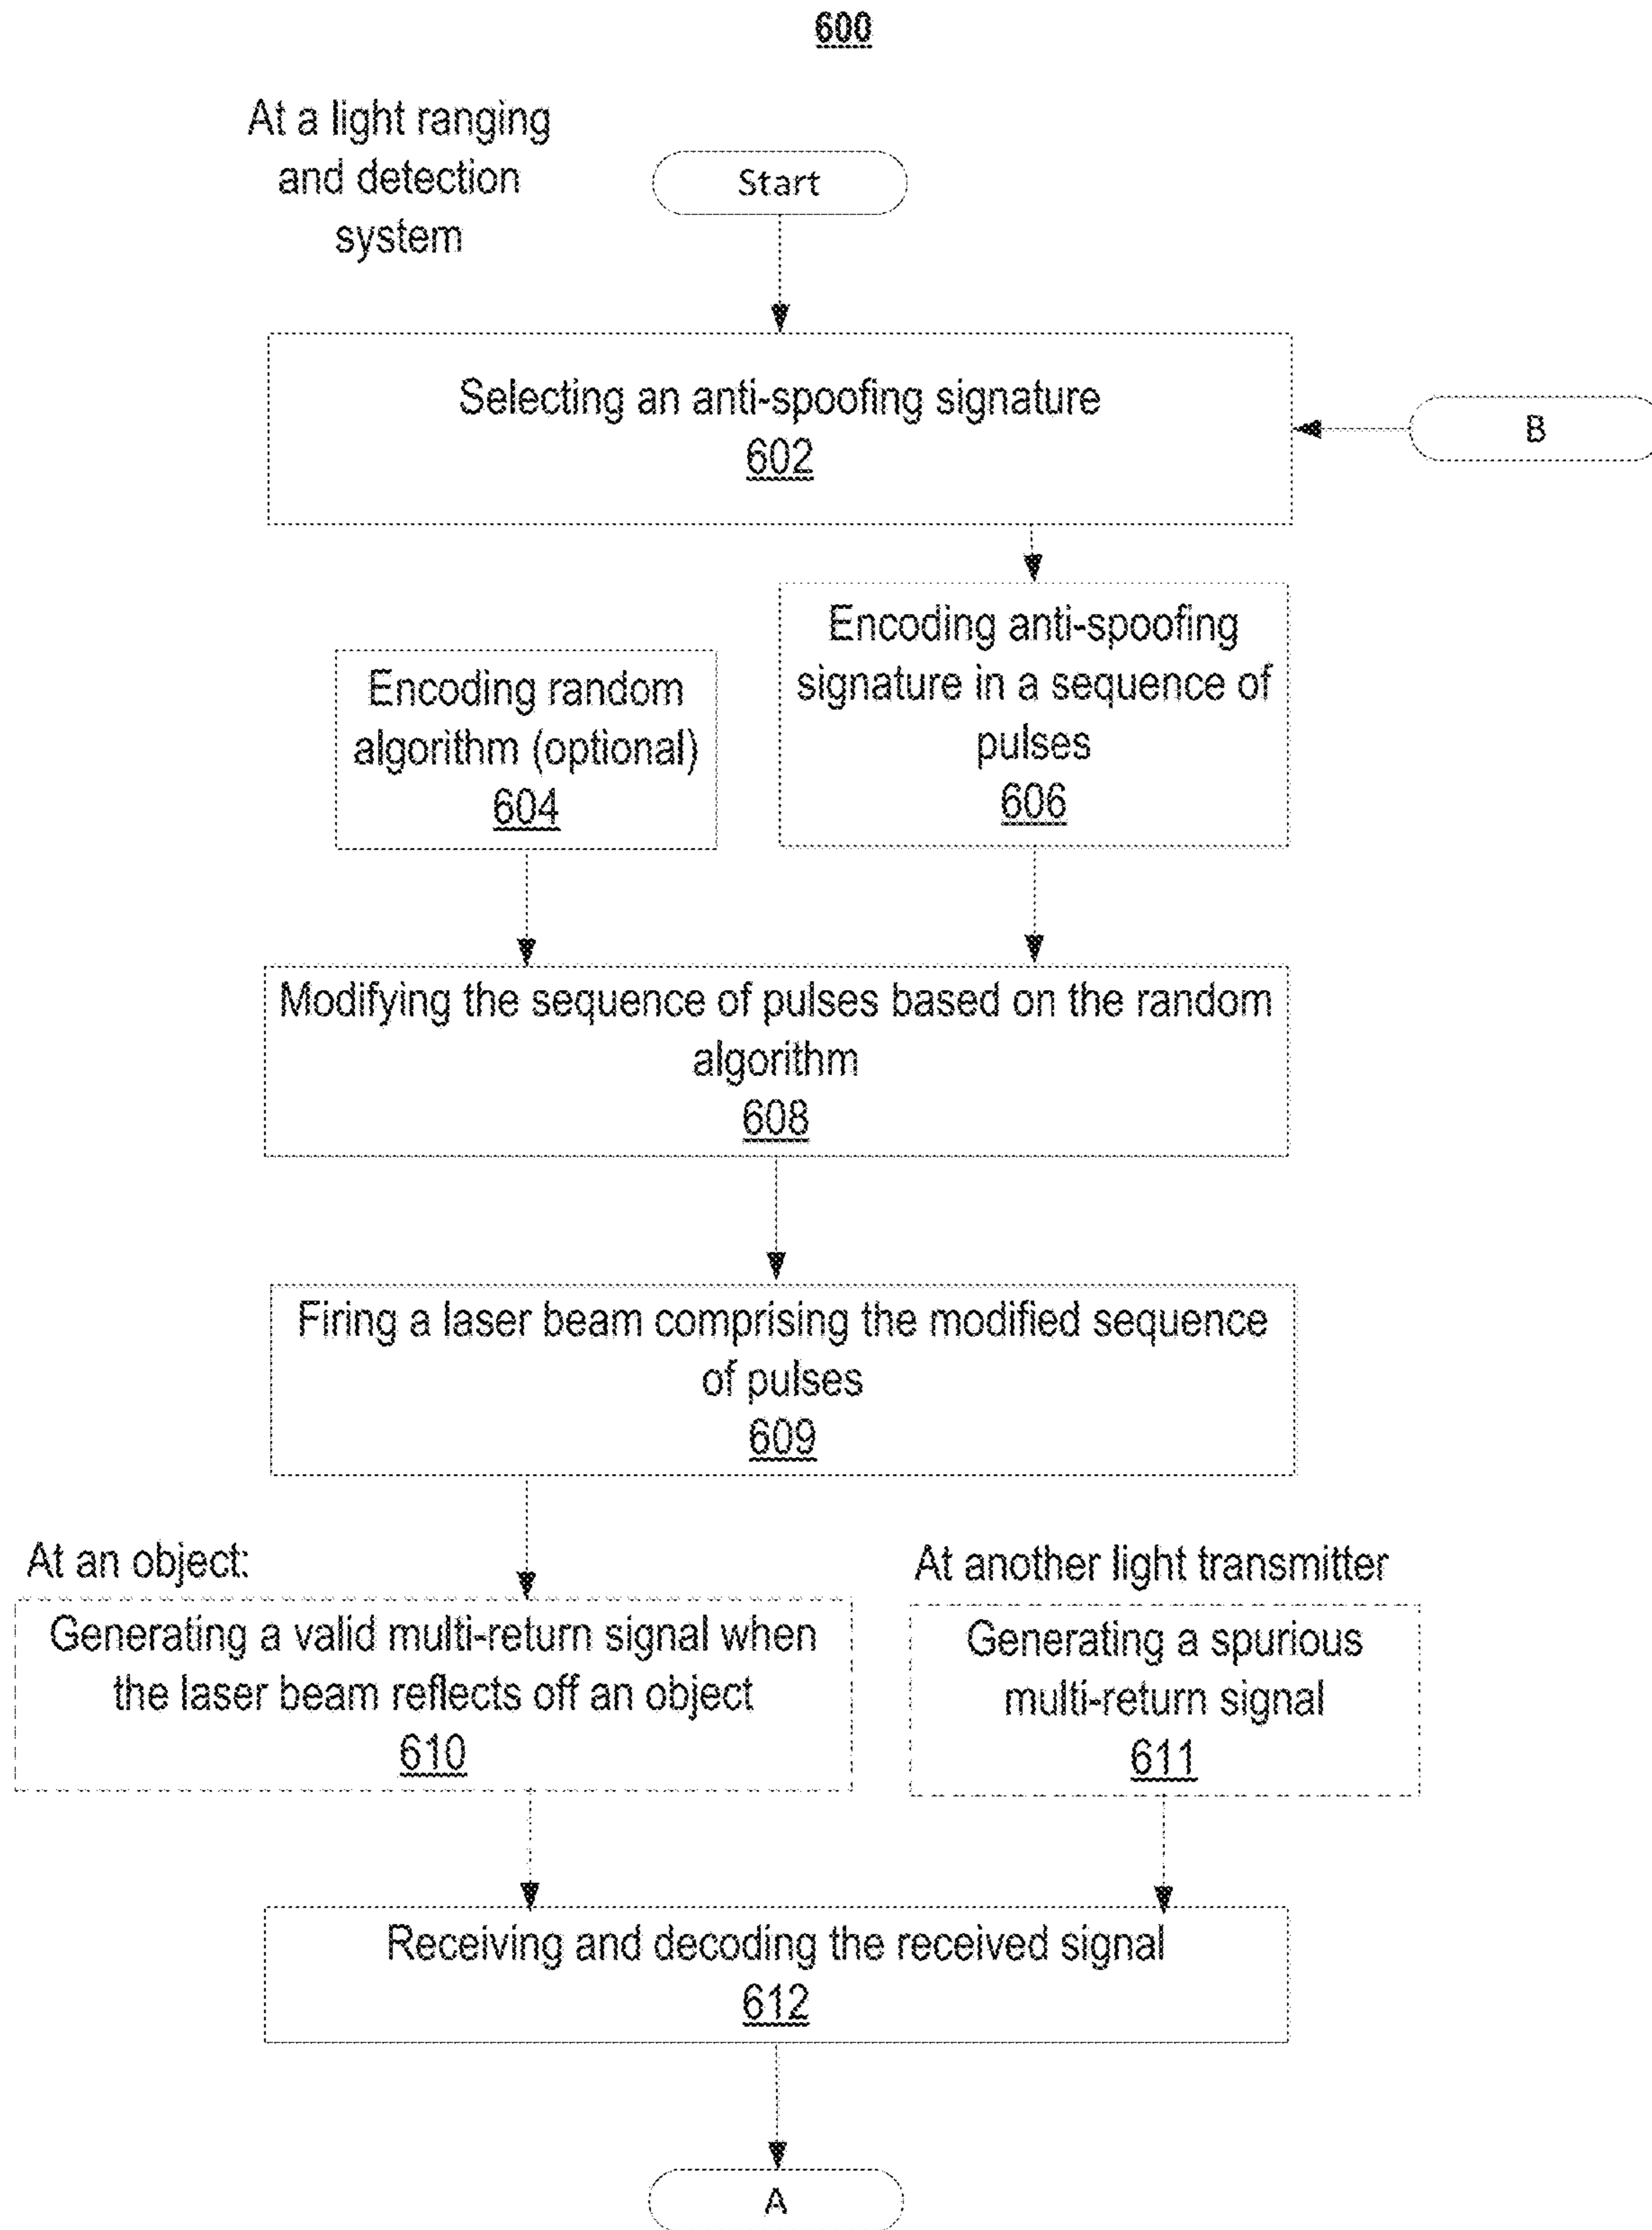 600
At a light ranging
and detection
system
Start
Selecting an anti-spoofing signature
602
B
Encoding random
algorithm (optional)
604
Encoding anti-spoofing
signature in a sequence of
pulses
606
Modifying the sequence of pulses based on the random
algorithm
608
Firing a laser beam comprising the modified sequence
of pulses
609
At an object:
Generating a valid multi-return signal when
the laser beam reflects off an object
610
At another light transmitter
Generating a spurious
multi-return signal
611
Receiving and decoding the received signal
612
A